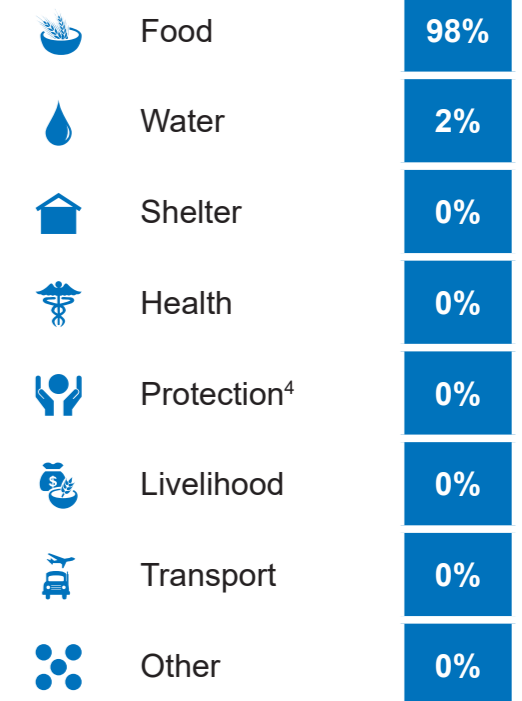 Food 98%
Water 2%
Shelter 0%
Health 0%
Protection⁴ 0%
$ Livelihood 0%
Transport 0%
Other 0%